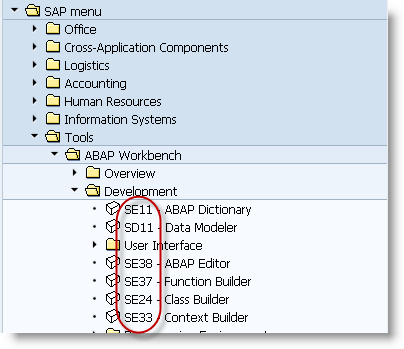 SAP menu
Office
Cross-Application Components
Logistics
Accounting
Human Resources
Information Systems
Tools
ABAP Workbench
Overview
Development
SE11 - ABAP Dictionary
SD11 - Data Modeler
User Interface
SE38 - ABAP Editor
SE37 - Function Builder
SE24 - Class Builder
SE33 - Context Builder